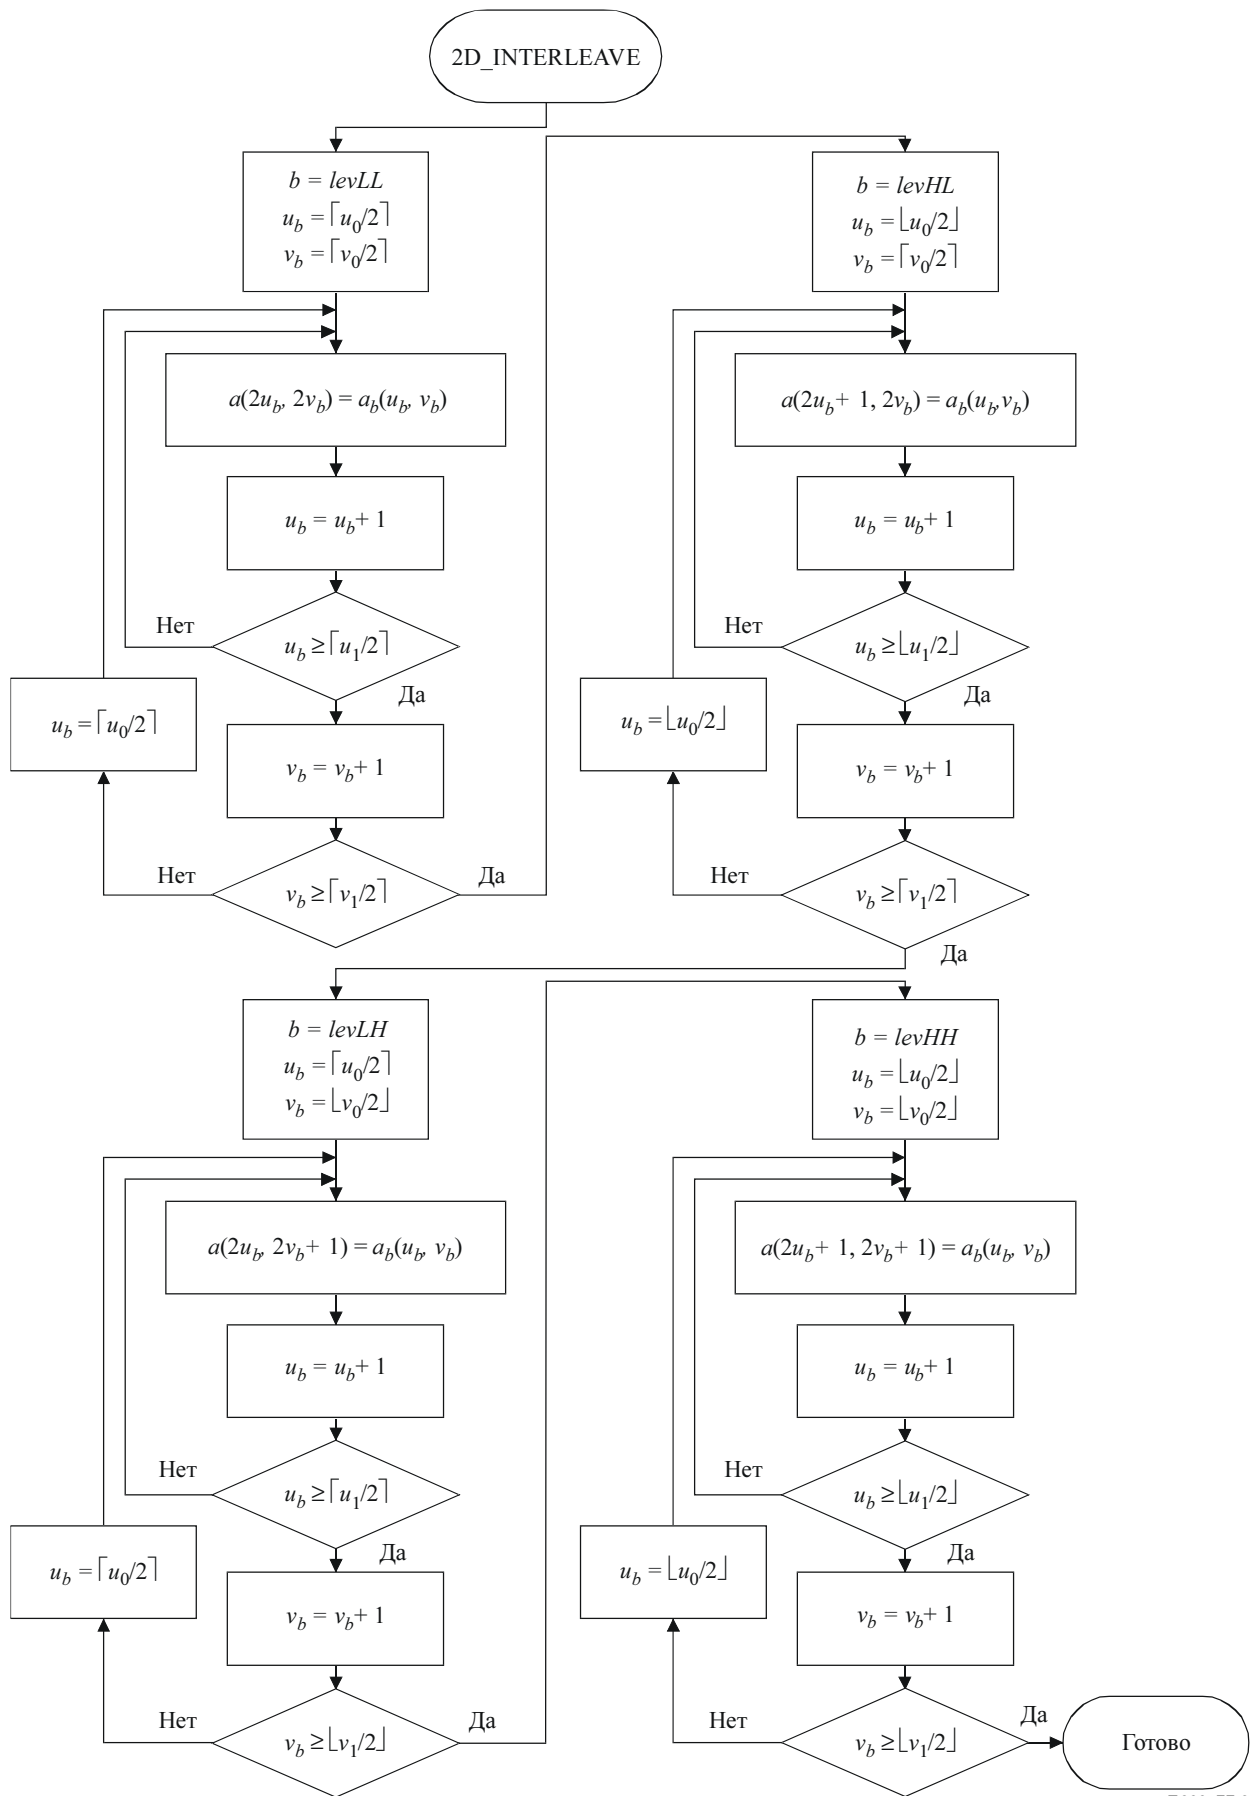 2D_INTERLEAVE
b = levLL
u_b = ⌈u_0/2⌉
v_b = ⌈v_0/2⌉
a(2u_b, 2v_b) = a_b(u_b, v_b)
u_b = u_b + 1
Нет
u_b ≥ ⌈u_1/2⌉
Да
u_b = ⌈u_0/2⌉
v_b = v_b + 1
Нет
v_b ≥ ⌈v_1/2⌉
Да
b = levHL
u_b = ⌊u_0/2⌋
v_b = ⌈v_0/2⌉
a(2u_b + 1, 2v_b) = a_b(u_b, v_b)
u_b = u_b + 1
Нет
u_b ≥ ⌊u_1/2⌋
Да
u_b = ⌊u_0/2⌋
v_b = v_b + 1
Нет
v_b ≥ ⌈v_1/2⌉
Да
b = levLH
u_b = ⌈u_0/2⌉
v_b = ⌊v_0/2⌋
a(2u_b, 2v_b + 1) = a_b(u_b, v_b)
u_b = u_b + 1
Нет
u_b ≥ ⌈u_1/2⌉
Да
u_b = ⌈u_0/2⌉
v_b = v_b + 1
Нет
v_b ≥ ⌊v_1/2⌋
Да
b = levHH
u_b = ⌊u_0/2⌋
v_b = ⌊v_0/2⌋
a(2u_b + 1, 2v_b + 1) = a_b(u_b, v_b)
u_b = u_b + 1
Нет
u_b ≥ ⌊u_1/2⌋
Да
u_b = ⌊u_0/2⌋
v_b = v_b + 1
Нет
v_b ≥ ⌊v_1/2⌋
Да
Готово